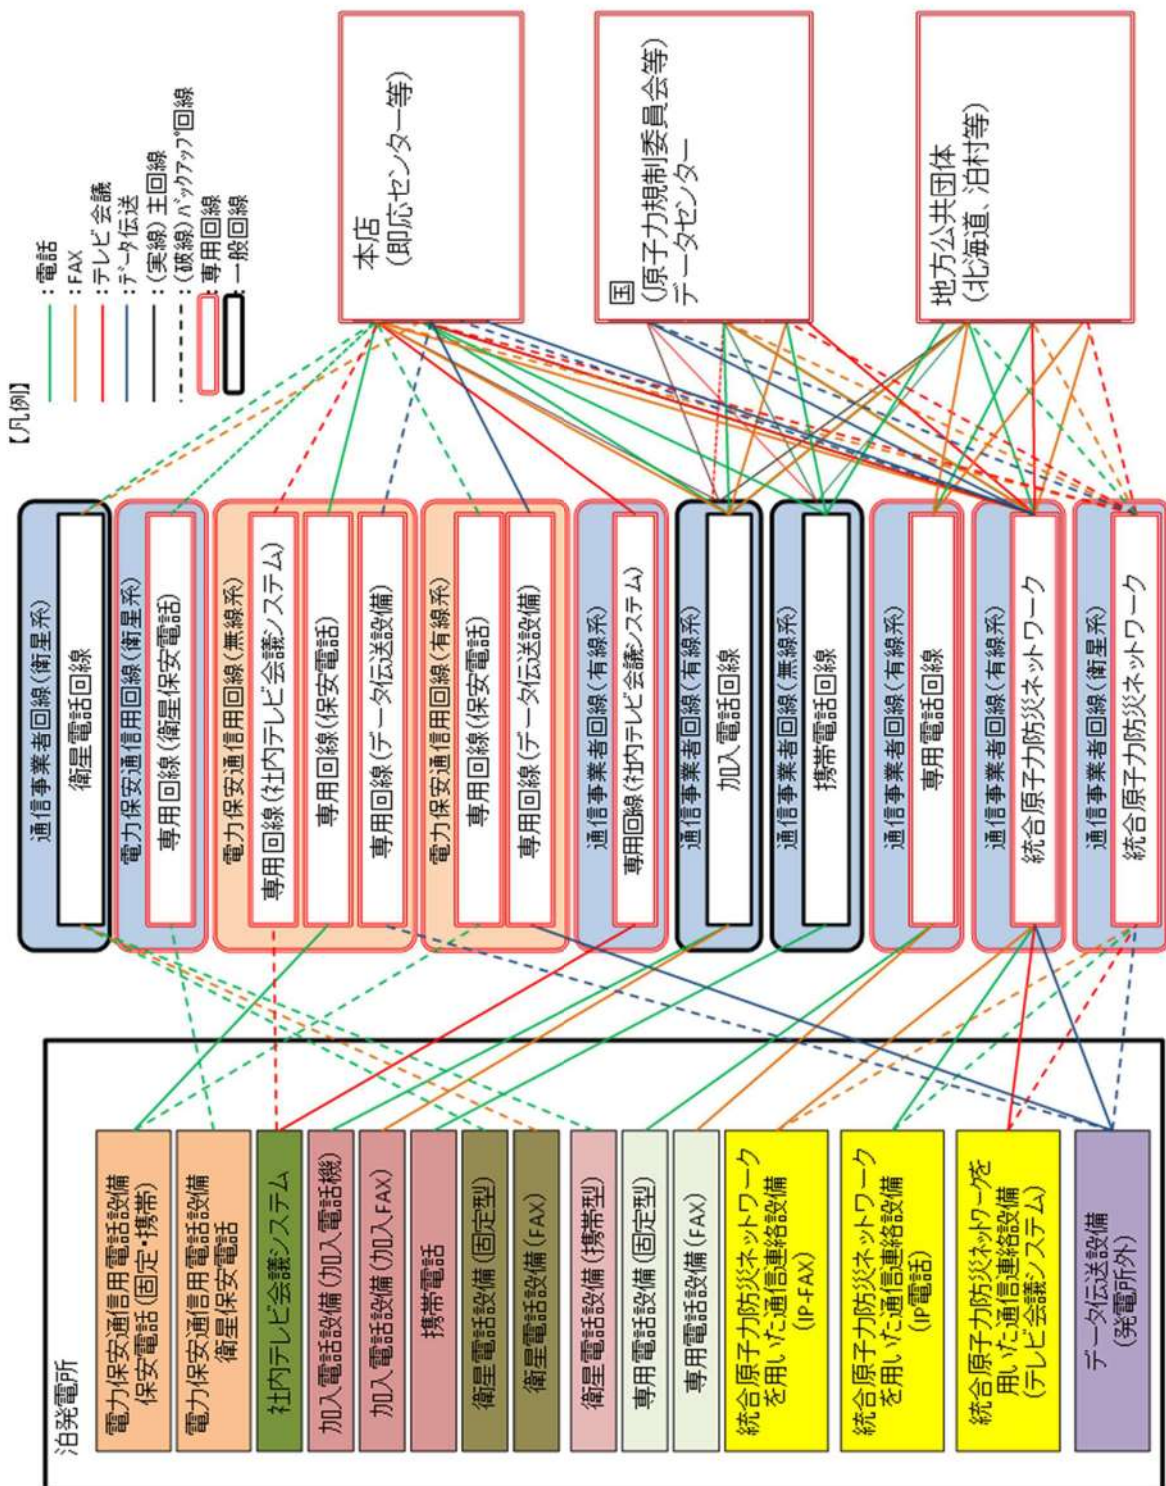 【凡例】
：電話
：FAX
：テレビ会議
：データ伝送
：(実線)主回線
：(破線)バックアップ回線
：専用回線
：一般回線
泊発電所
電力保安通信用電話設備
保安電話(固定・携帯)
電力保安通信用電話設備
衛星保安電話
社内テレビ会議システム
加入電話設備(加入電話機)
加入電話設備(加入FAX)
携帯電話
衛星電話設備(固定型)
衛星電話設備(FAX)
衛星電話設備(携帯型)
専用電話設備(固定型)
専用電話設備(FAX)
統合原子力防災ネットワーク
を用いた通信連絡設備
(IP-FAX)
統合原子力防災ネットワーク
を用いた通信連絡設備
(IP電話)
統合原子力防災ネットワークを
用いた通信連絡設備
(テレビ会議システム)
データ伝送設備
(発電所外)
通信事業者回線(衛星系)
衛星電話回線
電力保安通信用回線(衛星系)
専用回線(衛星保安電話)
電力保安通信用回線(無線系)
専用回線(社内テレビ会議システム)
専用回線(保安電話)
専用回線(データ伝送設備)
電力保安通信用回線(有線系)
専用回線(保安電話)
専用回線(データ伝送設備)
通信事業者回線(有線系)
専用回線(社内テレビ会議システム)
通信事業者回線(有線系)
加入電話回線
通信事業者回線(無線系)
携帯電話回線
通信事業者回線(有線系)
専用電話回線
通信事業者回線(有線系)
統合原子力防災ネットワーク
通信事業者回線(衛星系)
統合原子力防災ネットワーク
本店
(即応センター等)
国
(原子力規制委員会等)
データセンター
地方公共団体
(北海道、泊村等)